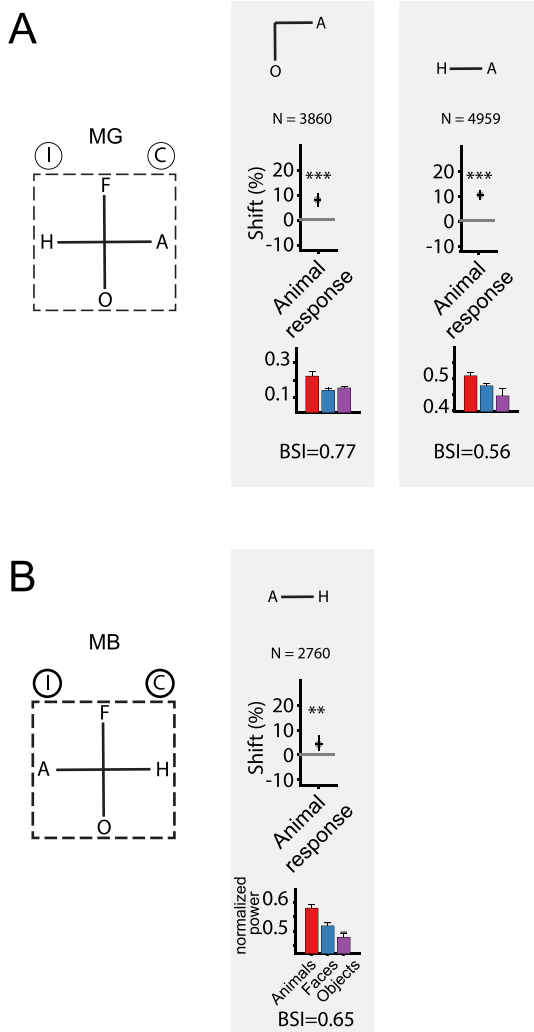 A
MG
I
C
F
H
A
O
A
O
N = 3860
Shift (%)
20
10
0
-10
***
Animal
response
0.3
0.1
BSI=0.77
H
A
N = 4959
20
10
0
-10
***
Animal
response
0.5
0.4
BSI=0.56
B
MB
I
C
F
A
H
O
A
H
N = 2760
Shift (%)
20
10
0
-10
**
Animal
response
normalized
power
0.6
0.5
Animals
Faces
Objects
BSI=0.65